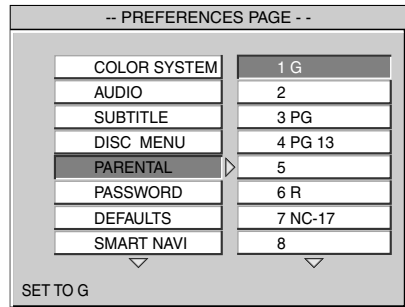 -- PREFERENCES PAGE - -
COLOR SYSTEM
AUDIO
SUBTITLE
DISC MENU
PARENTAL
PASSWORD
DEFAULTS
SMART NAVI
1 G
2
3 PG
4 PG 13
5
6 R
7 NC-17
8
SET TO G